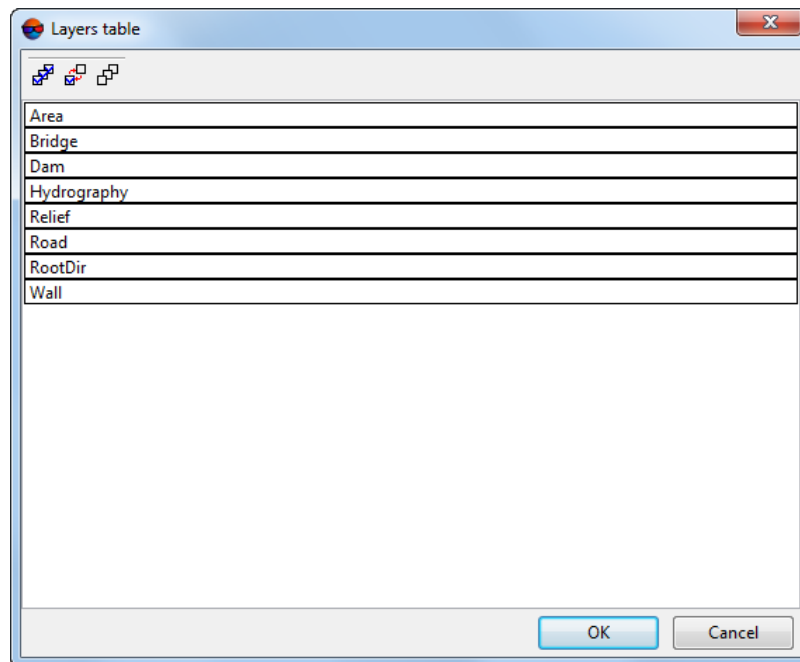 Layers table
Area
Bridge
Dam
Hydrography
Relief
Road
RootDir
Wall
OK Cancel